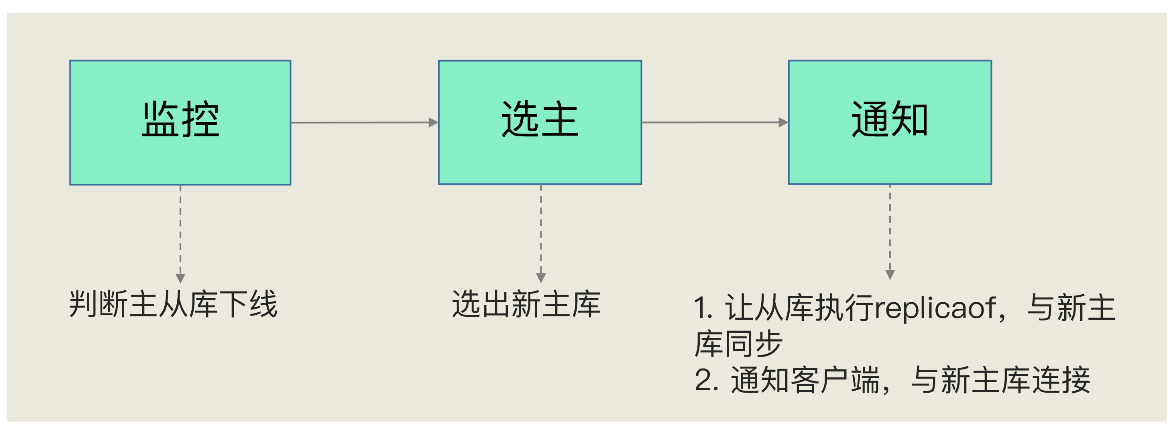 监控
选主
通知
判断主从库下线
选出新主库
1. 让从库执行replicaof，与新主
库同步
2. 通知客户端，与新主库连接